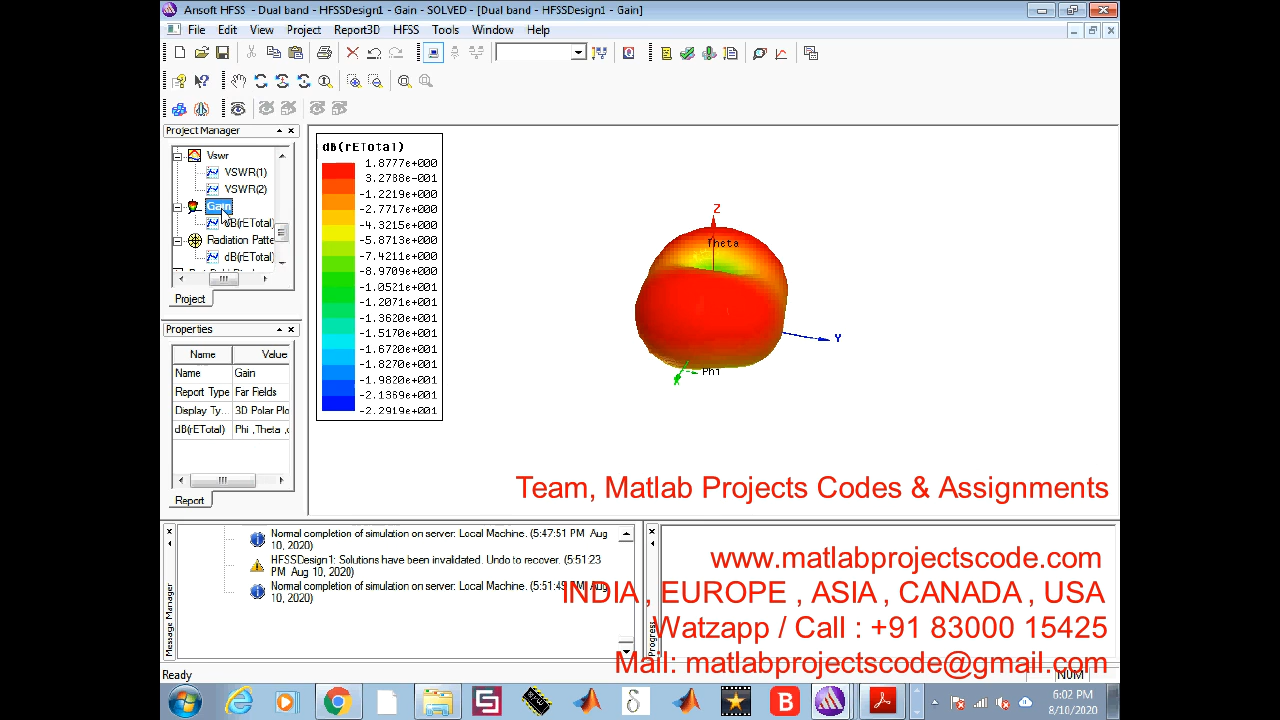 Ansoft HFSS - Dual band - HFSSDesign1 - Gain - SOLVED - [Dual band - HFSSDesign1 - Gain]
File Edit View Project Report3D HFSS Tools Window Help
Project Manager
Vswr
VSWR(1)
VSWR(2)
Gain
dB(rETotal)
Radiation Patte
dB(rETotal)
Project
Properties
Name Value
Name Gain
Report Type Far Fields
Display Ty... 3D Polar Plo
dB(rETotal) Phi ,Theta ,
Report
dB(rETotal)
1.8777e+000
3.2788e-001
-1.2219e+000
-2.7717e+000
-4.3215e+000
-5.8713e+000
-7.4211e+000
-8.9709e+000
-1.0521e+001
-1.2071e+001
-1.3620e+001
-1.5170e+001
-1.6720e+001
-1.8270e+001
-1.9820e+001
-2.1369e+001
-2.2919e+001
Z
Theta
Y
Phi
X
Team, Matlab Projects Codes & Assignments
Message Manager
Normal completion of simulation on server: Local Machine. (5:47:51 PM Aug
10, 2020)
HFSSDesign1: Solutions have been invalidated. Undo to recover. (5:51:23
PM Aug 10, 2020)
Normal completion of simulation on server: Local Machine. (5:51:45 PM Aug
10, 2020)
Progress
www.matlabprojectscode.com
INDIA , EUROPE , ASIA , CANADA , USA
Watzapp / Call : +91 83000 15425
Mail: matlabprojectscode@gmail.com
Ready
NUM
6:02 PM
8/10/2020